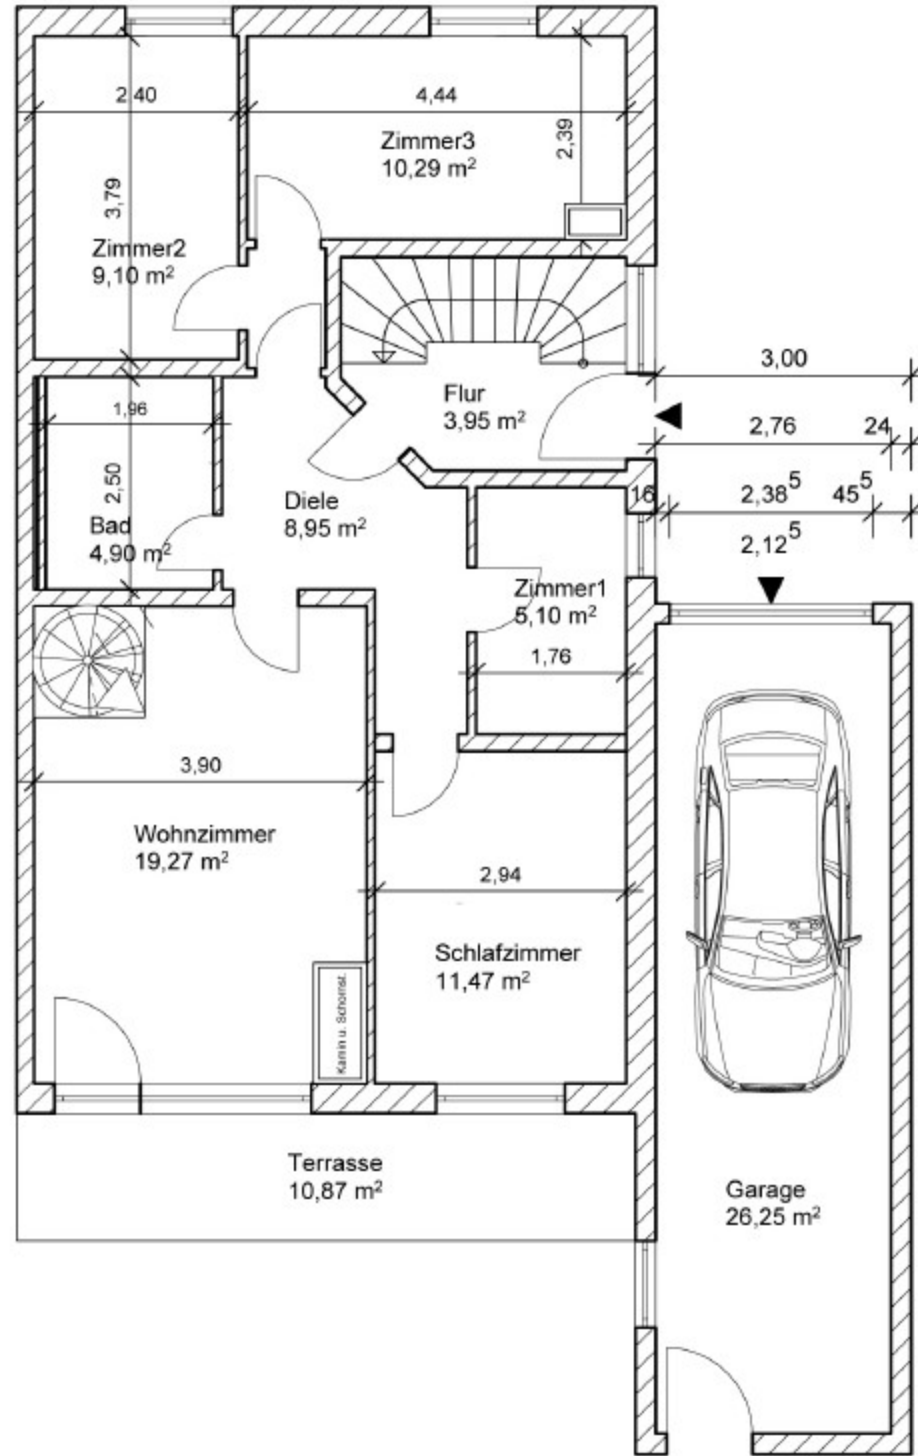 2,40
4,44
2,39
Zimmer3
10,29 m²
3,79
Zimmer2
9,10 m²
3,00
Flur
3,95 m²
1,96
2,76
24
2,50
Diele
8,95 m²
16
2,38⁵
45⁵
Bad
4,90 m²
2,12⁵
Zimmer1
5,10 m²
1,76
3,90
Wohnzimmer
19,27 m²
2,94
Schlafzimmer
11,47 m²
Kamin u. Schornst.
Terrasse
10,87 m²
Garage
26,25 m²